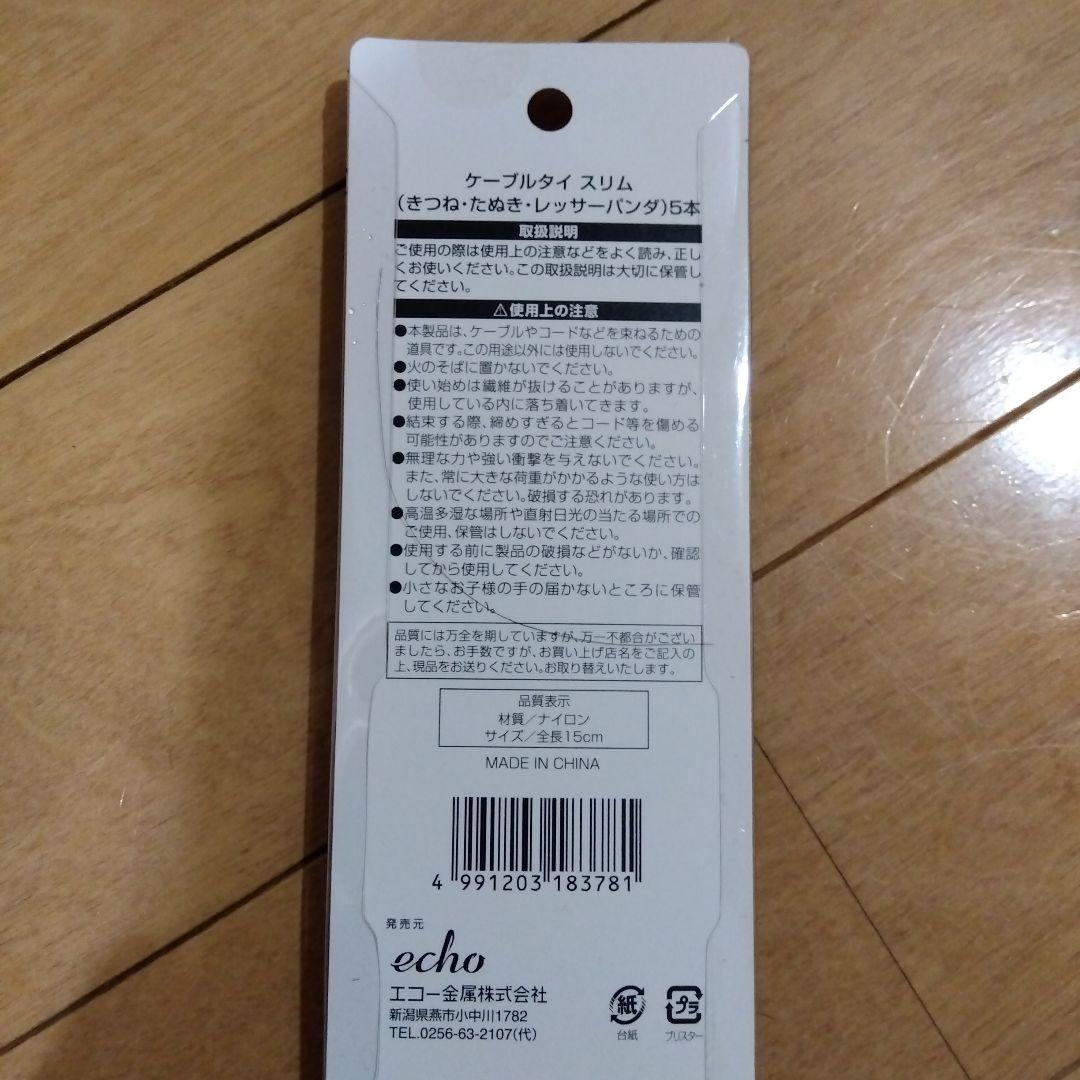 ケーブルタイ スリム
(きつね・たぬき・レッサーパンダ)5本
取扱説明
ご使用の際は使用上の注意などをよく読み、正し
くお使いください。この取扱説明は大切に保管し
てください。
⚠使用上の注意
●本製品は、ケーブルやコードなどを束ねるための
道具です。この用途以外には使用しないでください。
●火のそばに置かないでください。
●使い始めは繊維が抜けることがありますが、
使用している内に落ち着いてきます。
●結束する際、締めすぎるとコード等を傷める
可能性がありますのでご注意ください。
●無理な力や強い衝撃を与えないでください。
また、常に大きな荷重がかかるような使い方は
しないでください。破損する恐れがあります。
●高温多湿な場所や直射日光の当たる場所での
ご使用、保管はしないでください。
●使用する前に製品の破損などがないか、確認
してから使用してください。
●小さなお子様の手の届かないところに保管
してください。
品質には万全を期していますが、万一不都合がござい
ましたら、お手数ですが、お買い上げ店名をご記入の
上、現品をお送りください。お取り替えいたします。
品質表示
材質／ナイロン
サイズ／全長15cm
MADE IN CHINA
4 991203 183781
発売元
echo
エコー金属株式会社
新潟県燕市小中川1782
TEL.0256-63-2107(代)
紙
台紙
プラ
ブリスター